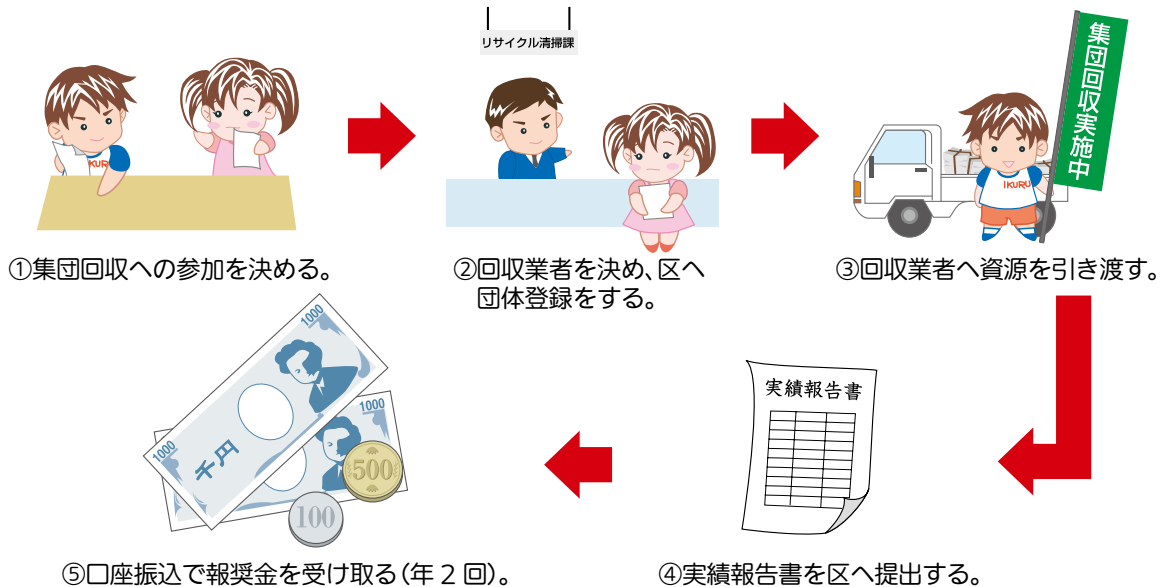 リサイクル清掃課
集団回収実施中
KUR
IKURU
①集団回収への参加を決める。
②回収業者を決め、区へ
団体登録をする。
③回収業者へ資源を引き渡す。
1000
1000
千円
1000
500
100
実績報告書
⑤口座振込で報奨金を受け取る(年2回)。
④実績報告書を区へ提出する。